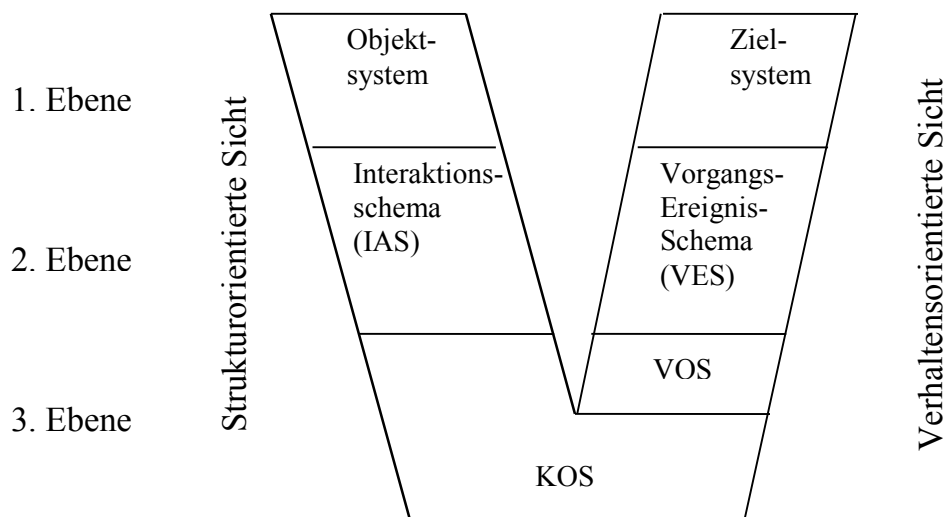 1. Ebene
2. Ebene
3. Ebene
Strukturorientierte Sicht
Objekt-
system
Interaktions-
schema
(IAS)
Ziel-
system
Vorgangs-
Ereignis-
Schema
(VES)
VOS
KOS
Verhaltensorientierte Sicht